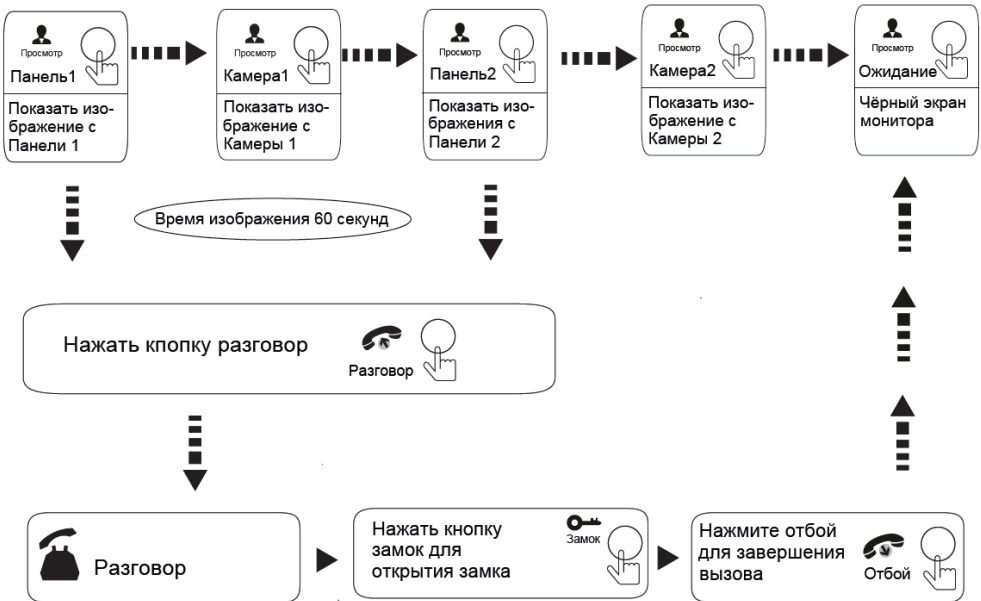 Просмотр
Панель1
Показать изо-
бражение с
Панели 1
Просмотр
Камера1
Показать изо-
бражение с
Камеры 1
Просмотр
Панель2
Показать изо-
бражения с
Панели 2
Просмотр
Камера2
Показать изо-
бражение с
Камеры 2
Просмотр
Ожидание
Чёрный экран
монитора
Время изображения 60 секунд
Нажать кпопку разговор
Разговор
Разговор
Нажать кнопку
замок для
открытия замка
Замок
Нажмите отбой
для завершения
вызова
Отбой